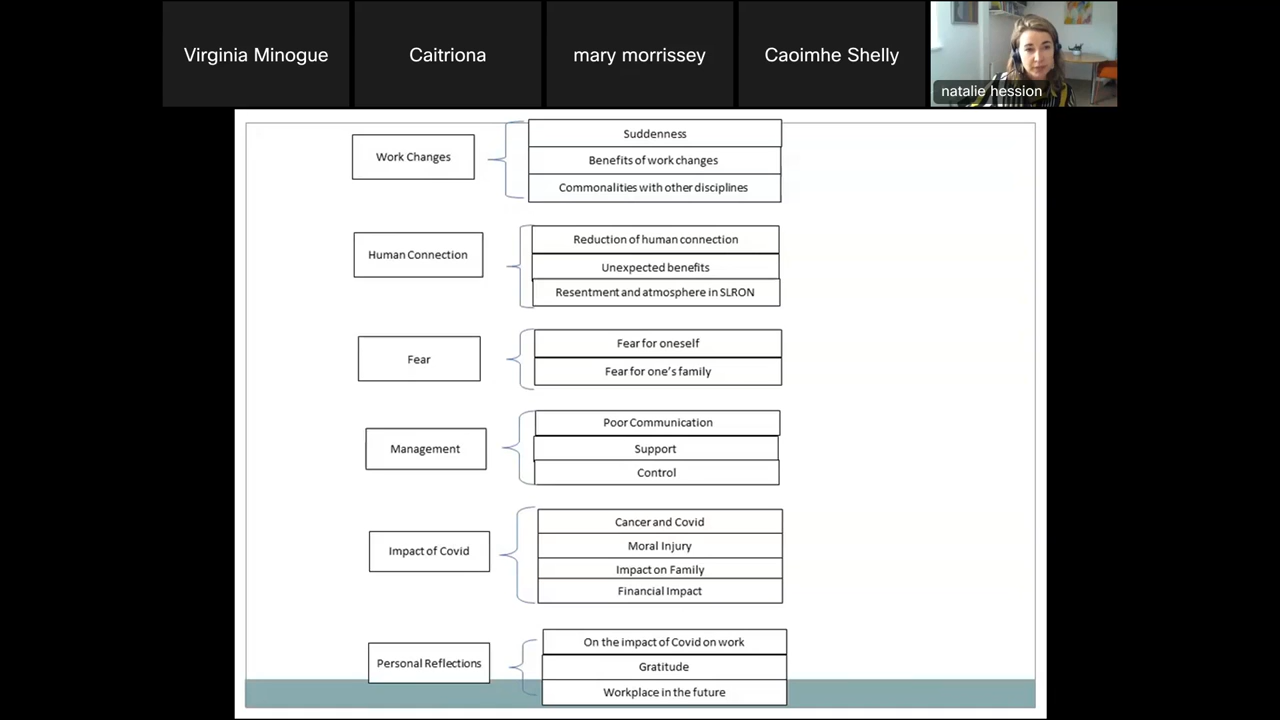 Virginia Minogue
Caitriona
mary morrissey
Caoimhe Shelly
natalie hession
Work Changes
Suddenness
Benefits of work changes
Commonalities with other disciplines
Human Connection
Reduction of human connection
Unexpected benefits
Resentment and atmosphere in SLRON
Fear
Fear for oneself
Fear for one's family
Management
Poor Communication
Support
Control
Impact of Covid
Cancer and Covid
Moral Injury
Impact on Family
Financial Impact
Personal Reflections
On the impact of Covid on work
Gratitude
Workplace in the future